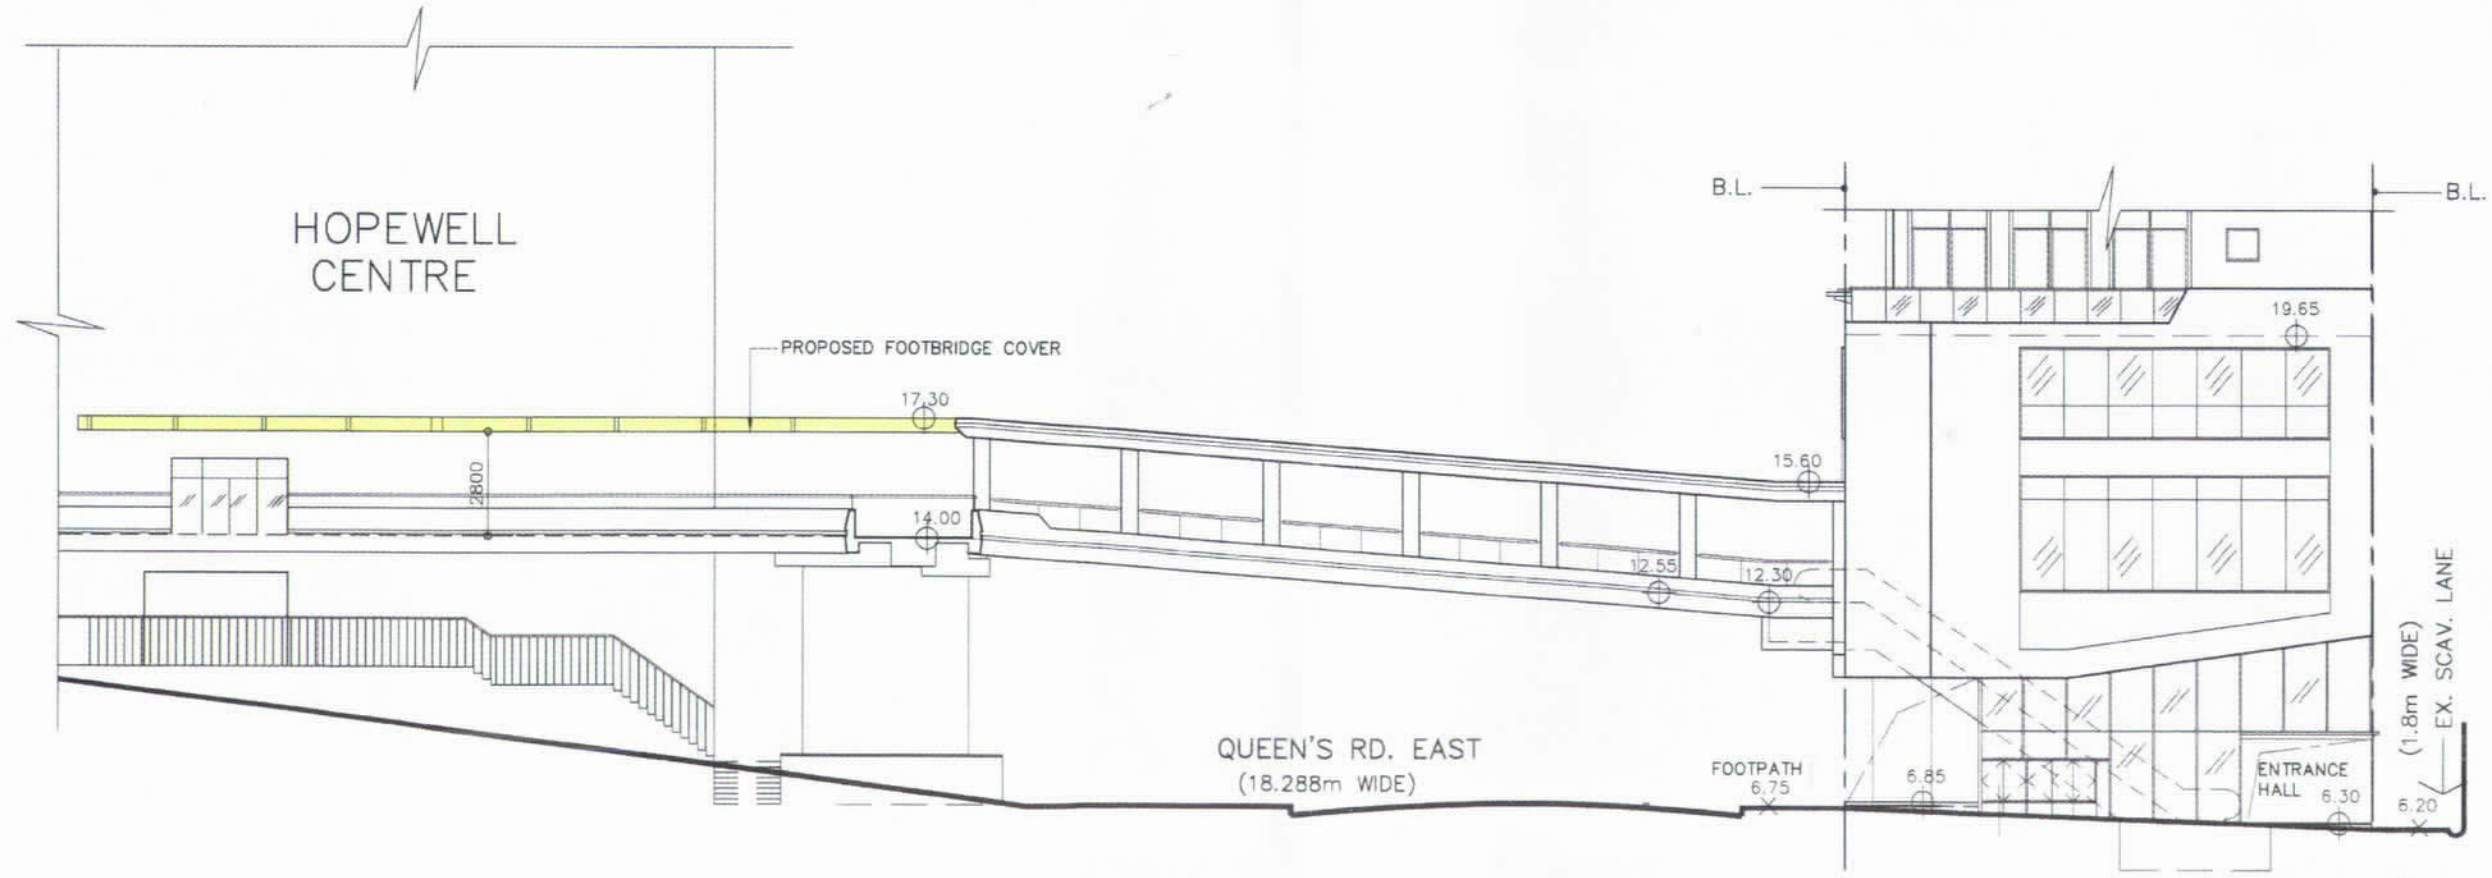 B.L.
B.L.
HOPEWELL
CENTRE
19.65
PROPOSED FOOTBRIDGE COVER
17.30
15.60
2800
14.00
12.55
12.30
EX. SCAV. LANE
(1.8m WIDE)
QUEEN'S RD. EAST
(18.288m WIDE)
FOOTPATH
6.75
6.85
ENTRANCE
HALL
6.30
6.20